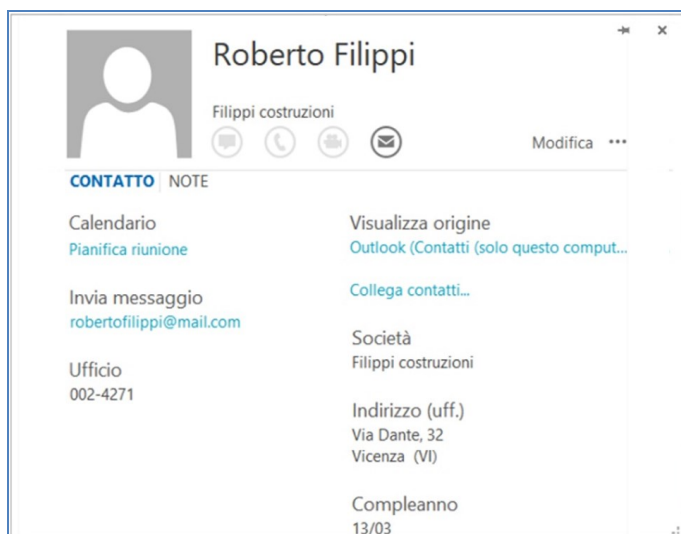 Roberto Filippi
Filippi costruzioni
Modifica
CONTATTO NOTE
Calendario
Pianifica riunione
Invia messaggio
robertofilippi@mail.com
Ufficio
002-4271
Visualizza origine
Outlook (Contatti (solo questo comput...
Collega contatti...
Società
Filippi costruzioni
Indirizzo (uff.)
Via Dante, 32
Vicenza (VI)
Compleanno
13/03